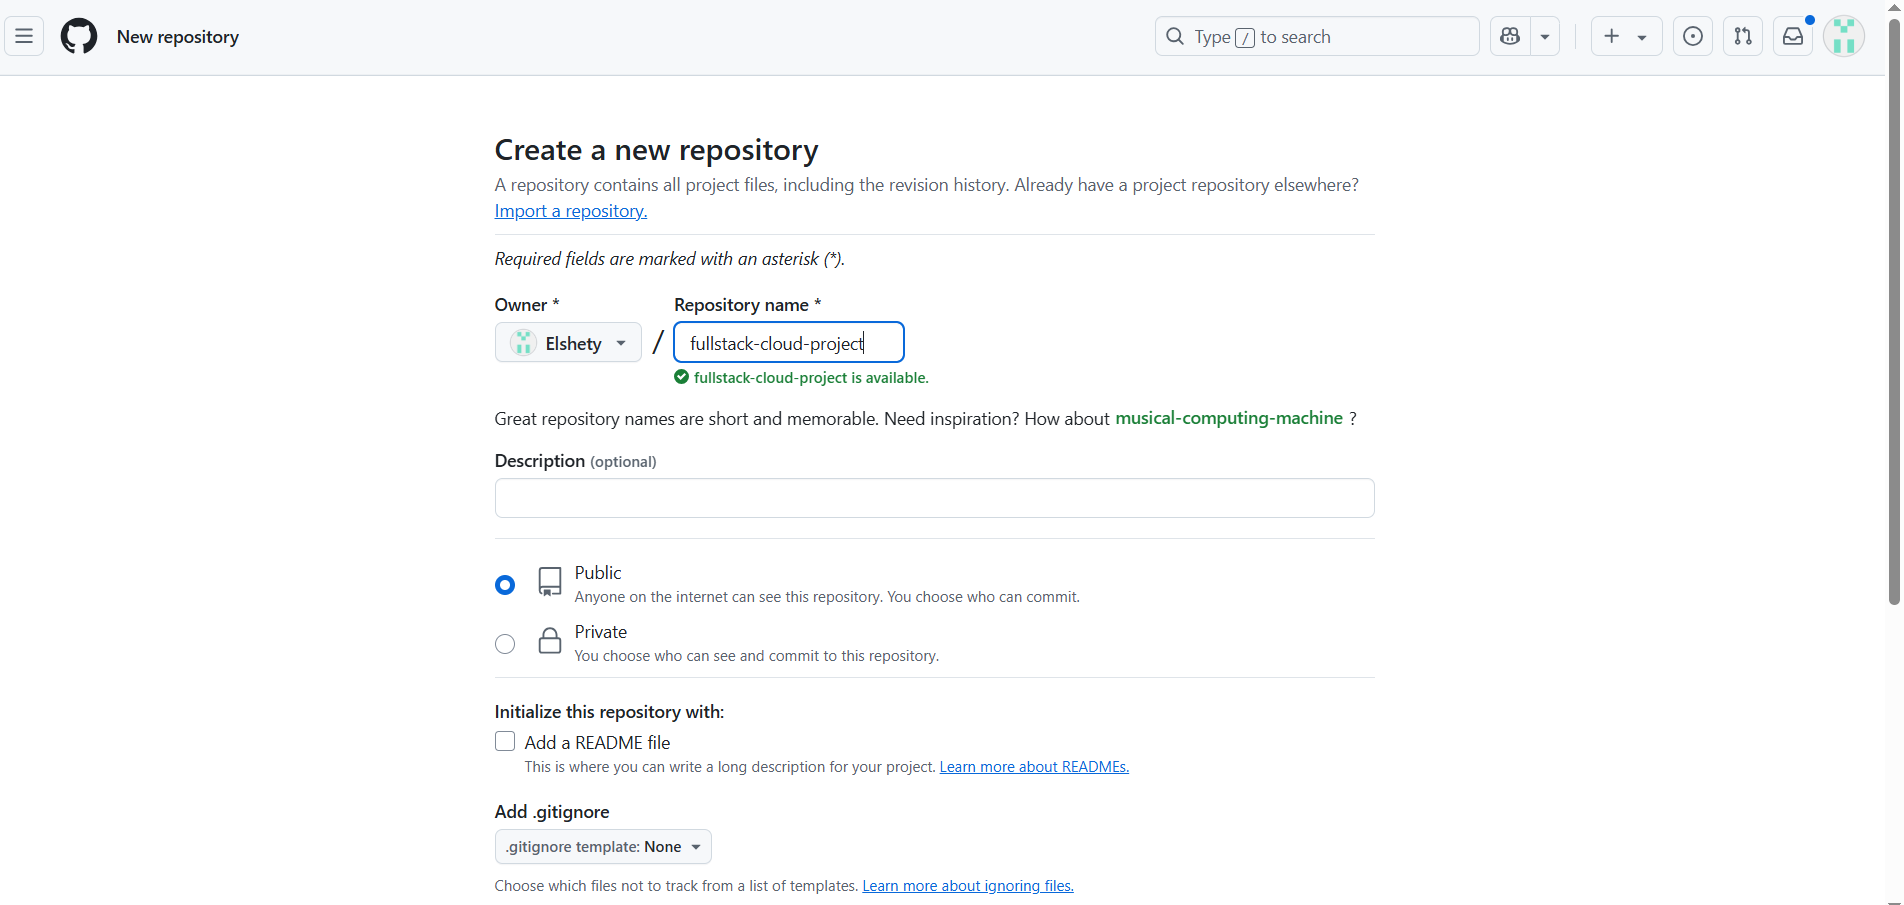 New repository
Type / to search
Create a new repository
A repository contains all project files, including the revision history. Already have a project repository elsewhere?
Import a repository.
Required fields are marked with an asterisk (*).
Owner *
Repository name *
Elshety
/
fullstack-cloud-project
fullstack-cloud-project is available.
Great repository names are short and memorable. Need inspiration? How about musical-computing-machine ?
Description (optional)
Public
Anyone on the internet can see this repository. You choose who can commit.
Private
You choose who can see and commit to this repository.
Initialize this repository with:
Add a README file
This is where you can write a long description for your project. Learn more about READMEs.
Add .gitignore
.gitignore template: None
Choose which files not to track from a list of templates. Learn more about ignoring files.